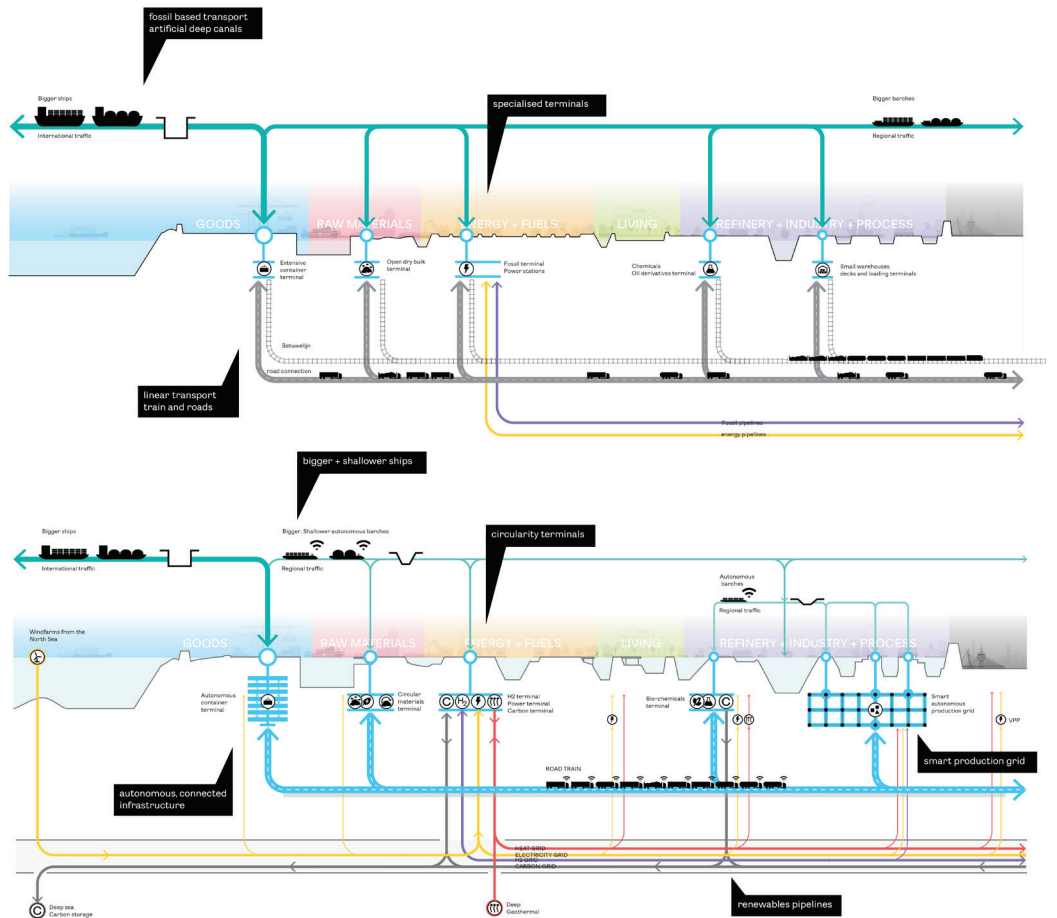 fossil based transport
artificial deep canals
Bigger ships
International traffic
specialised terminals
Bigger barches
Regional traffic
GOODS
RAW MATERIALS
ENERGY + FUELS
LIVING
REFINERY + INDUSTRY + PROCESS
Extensive
container
terminal
Open dry bulk
terminal
Fossil terminal
Power stations
Chemicals
Oil derivatives terminal
Small warehouses
decks and loading terminals
Betuwelijn
road connection
linear transport
train and roads
Fossil pipelines
energy pipelines
bigger + shallower ships
Bigger ships
International traffic
Bigger, Shallower autonomous barches
Regional traffic
circularity terminals
Autonomous
barches
Regional traffic
Windfarms from the
North Sea
GOODS
RAW MATERIALS
ENERGY + FUELS
LIVING
REFINERY + INDUSTRY + PROCESS
Autonomous
container
terminal
Circular
materials
terminal
C
H2
H2 terminal
Power terminal
Carbon terminal
Bio-chemicals
terminal
C
Smart
autonomous
production grid
VPP
smart production grid
ROAD TRAIN
autonomous, connected
infrastructure
HEAT GRID
ELECTRICITY GRID
H2 GRID
CARBON GRID
C
Deep sea
Carbon storage
Deep
Geothermal
renewables pipelines